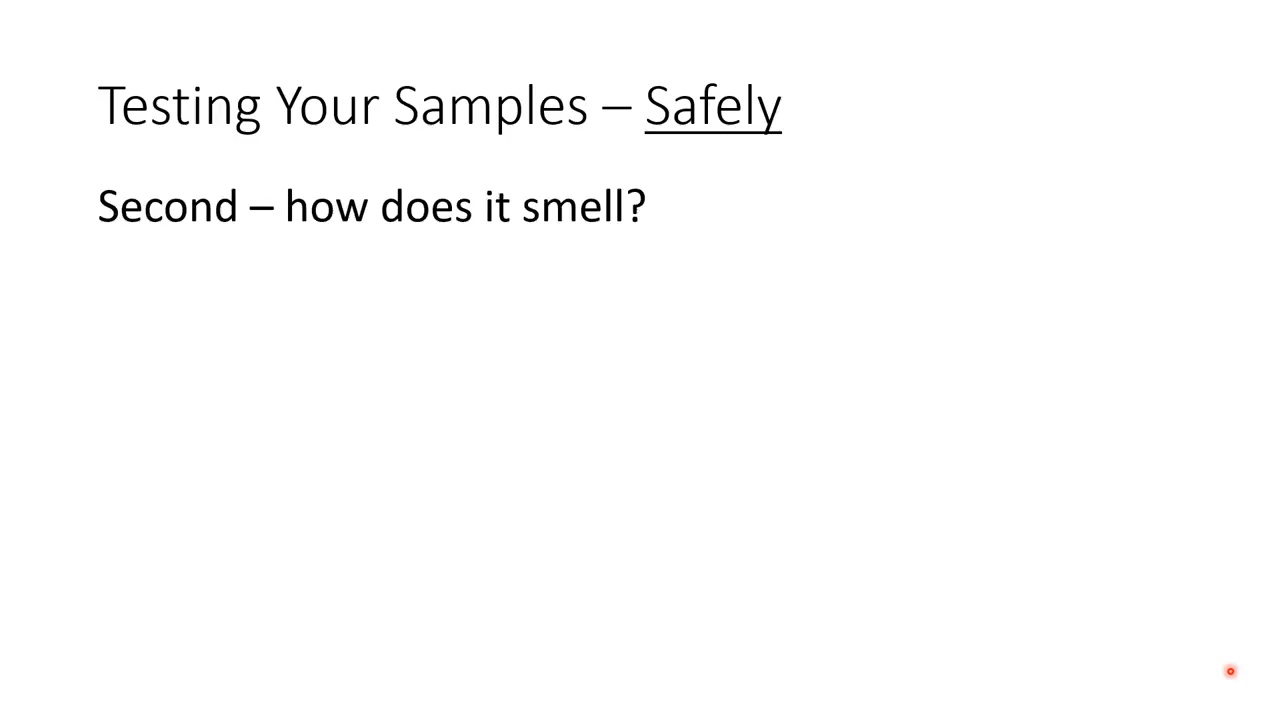 Testing Your Samples – Safely
Second – how does it smell?